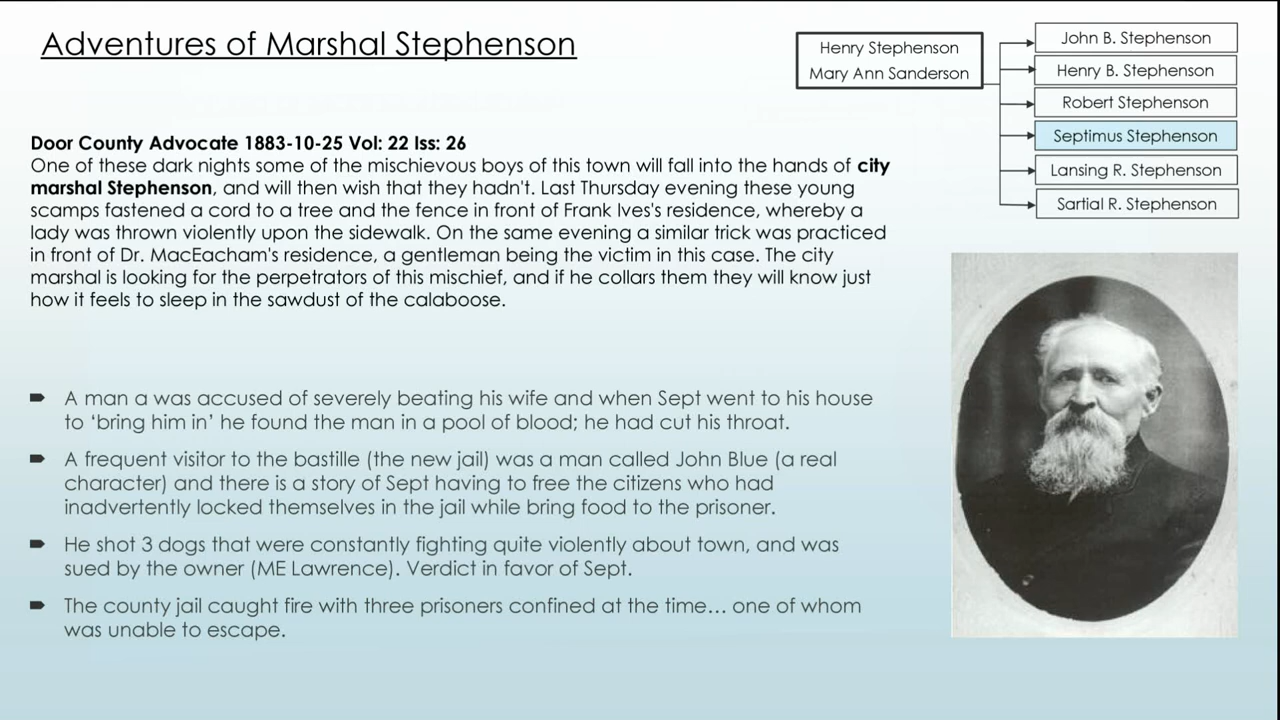 Adventures of Marshal Stephenson
Henry Stephenson
Mary Ann Sanderson
John B. Stephenson
Henry B. Stephenson
Robert Stephenson
Septimus Stephenson
Lansing R. Stephenson
Sartial R. Stephenson
Door County Advocate 1883-10-25 Vol: 22 Iss: 26
One of these dark nights some of the mischievous boys of this town will fall into the hands of city
marshal Stephenson, and will then wish that they hadn't. Last Thursday evening these young
scamps fastened a cord to a tree and the fence in front of Frank Ives's residence, whereby a
lady was thrown violently upon the sidewalk. On the same evening a similar trick was practiced
in front of Dr. MacEacham's residence, a gentleman being the victim in this case. The city
marshal is looking for the perpetrators of this mischief, and if he collars them they will know just
how it feels to sleep in the sawdust of the calaboose.
A man a was accused of severely beating his wife and when Sept went to his house
to ‘bring him in’ he found the man in a pool of blood; he had cut his throat.
A frequent visitor to the bastille (the new jail) was a man called John Blue (a real
character) and there is a story of Sept having to free the citizens who had
inadvertently locked themselves in the jail while bring food to the prisoner.
He shot 3 dogs that were constantly fighting quite violently about town, and was
sued by the owner (ME Lawrence). Verdict in favor of Sept.
The county jail caught fire with three prisoners confined at the time… one of whom
was unable to escape.